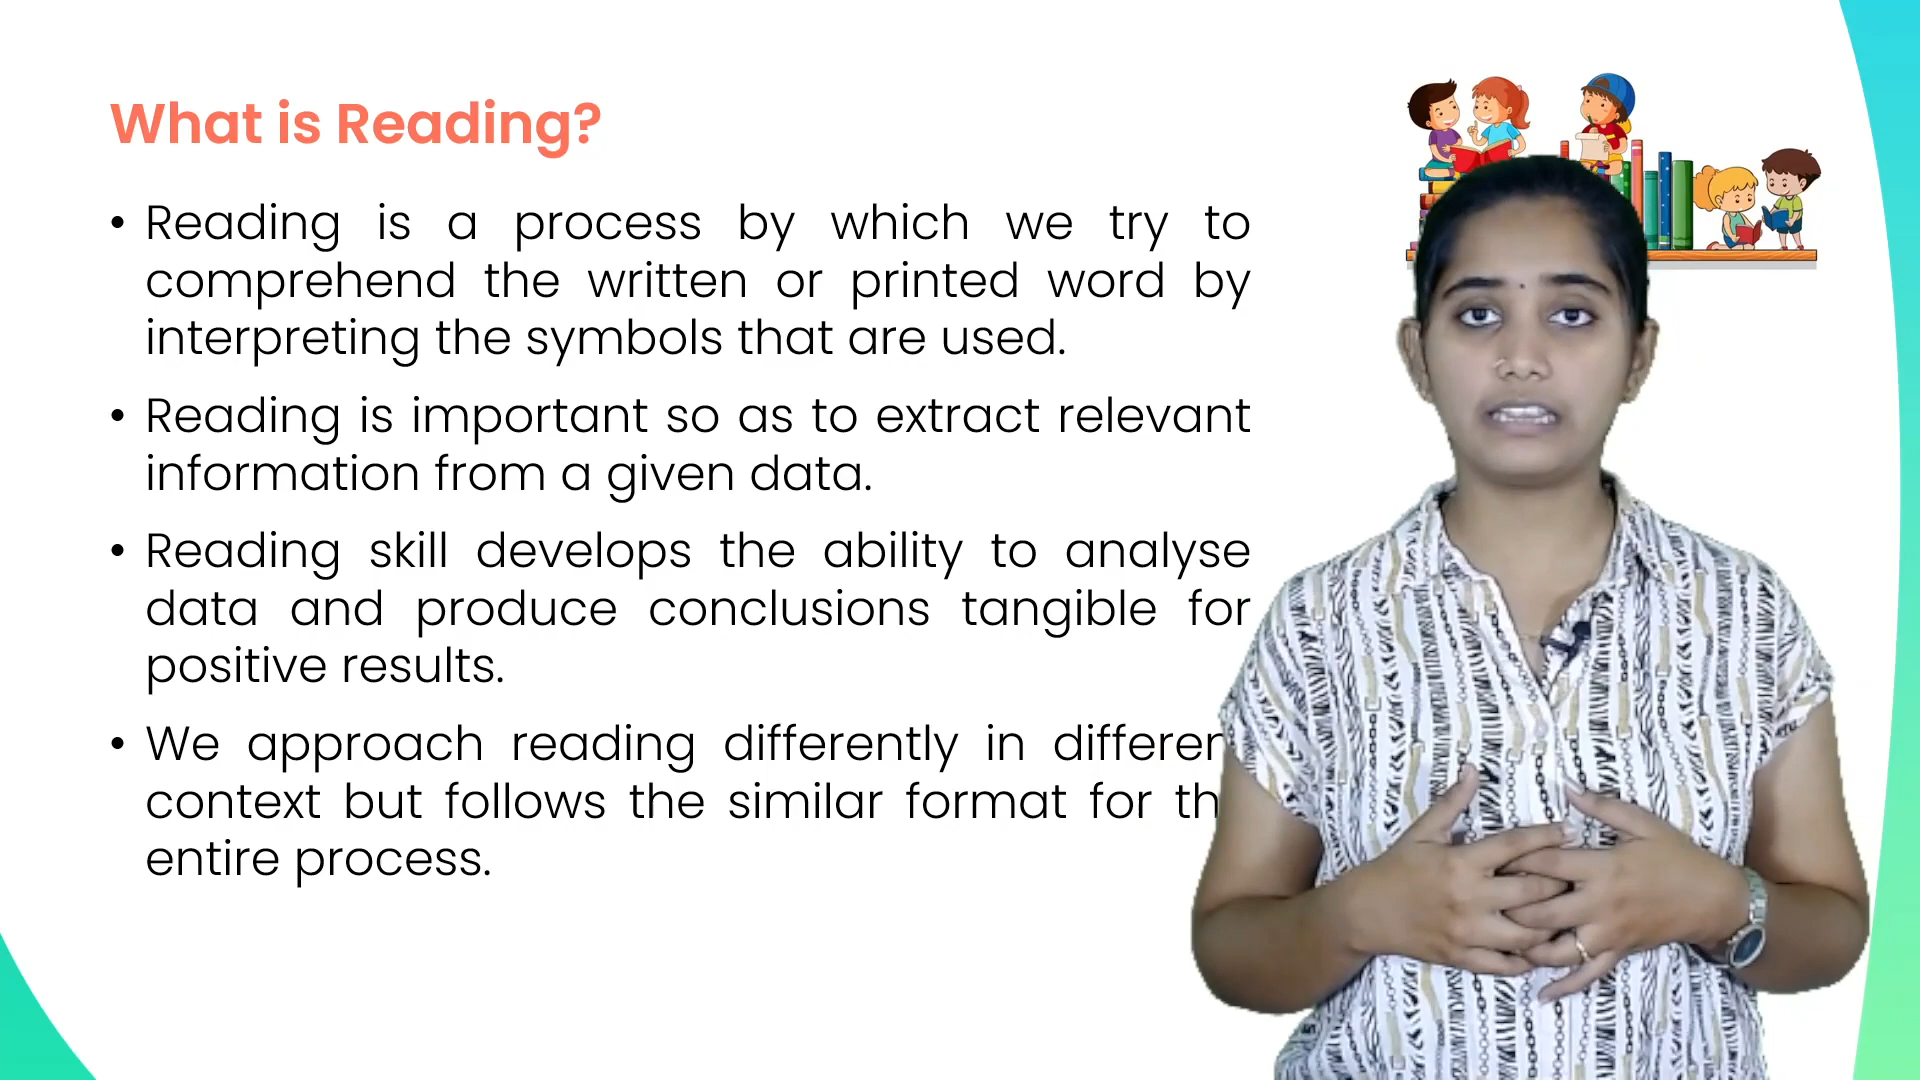 What is Reading?
• Reading is a process by which we try to
comprehend the written or printed word by
interpreting the symbols that are used.
• Reading is important so as to extract relevant
information from a given data.
• Reading skill develops the ability to analyse
data and produce conclusions tangible for
positive results.
• We approach reading differently in differen
context but follows the similar format for th
entire process.